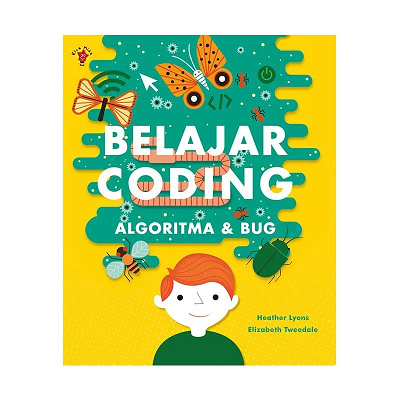 </>
BELAJAR
CODING
ALGORITMA & BUG
Heather Lyons
Elizabeth Tweedale